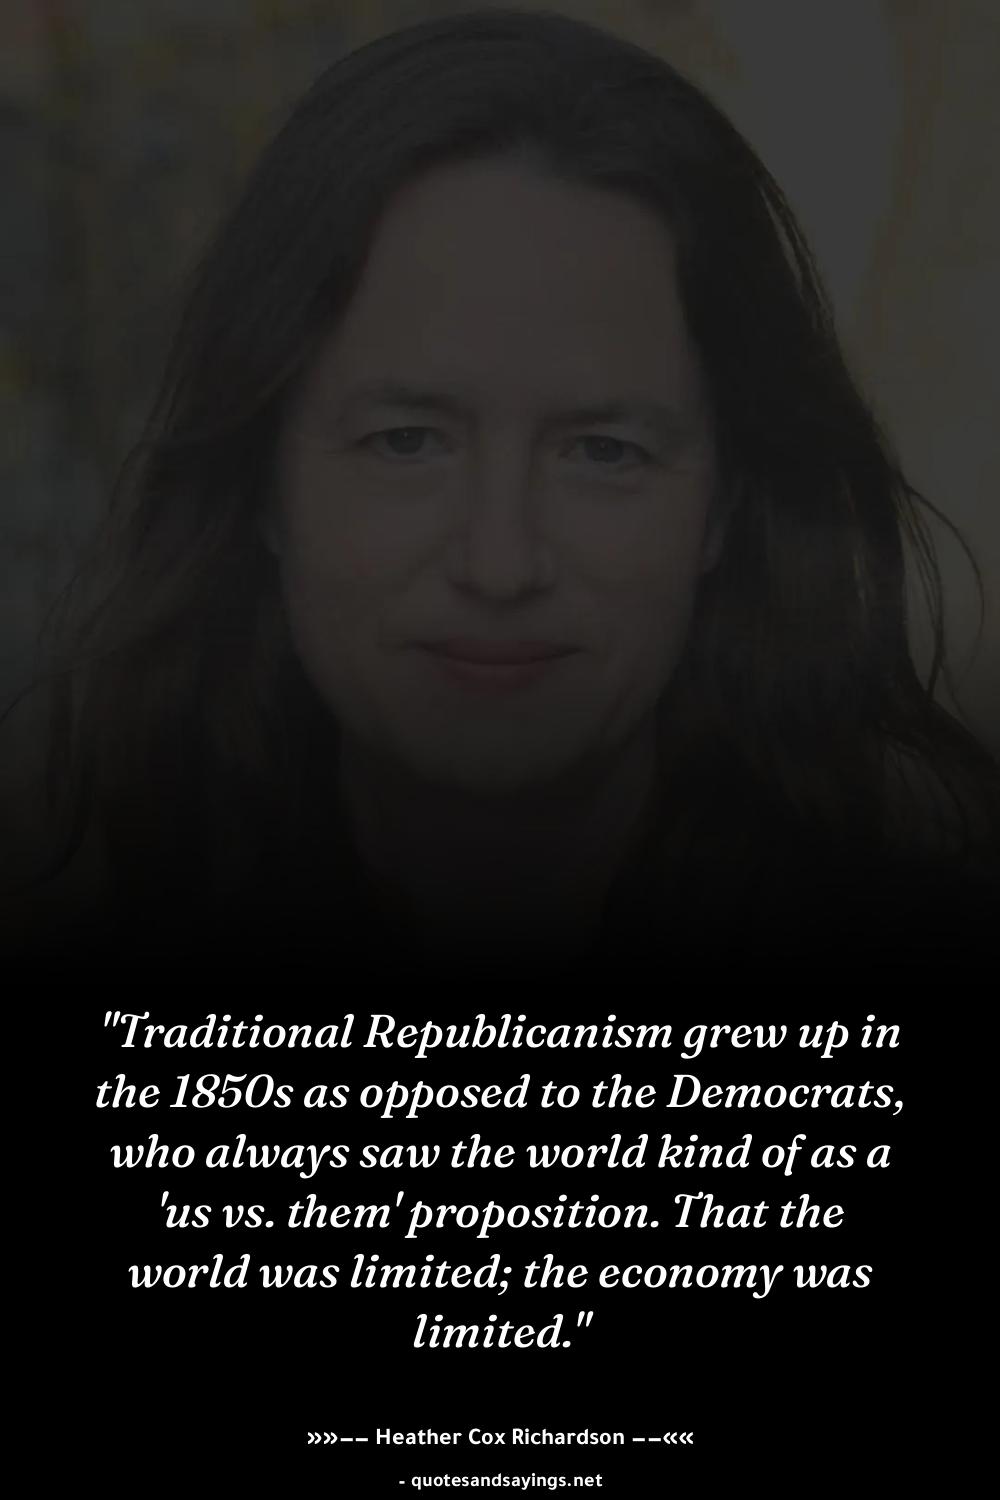 "Traditional Republicanism grew up in
the 1850s as opposed to the Democrats,
who always saw the world kind of as a
'us vs. them' proposition. That the
world was limited; the economy was
limited."
»»–– Heather Cox Richardson ––««
- quotesandsayings.net